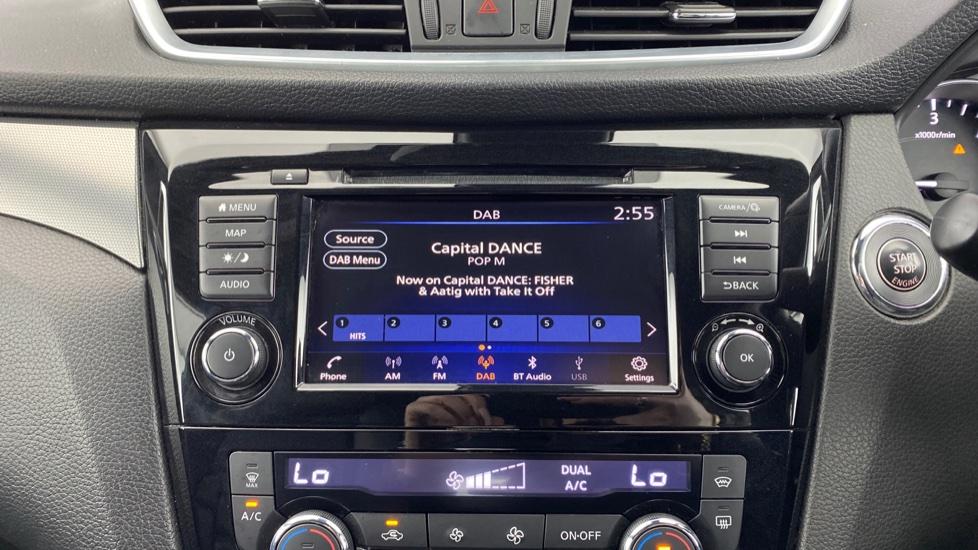 MENU
MAP
AUDIO
VOLUME
DAB
2:55
Source
DAB Menu
Capital DANCE
POP M
Now on Capital DANCE: FISHER
& Aatig with Take It Off
1 2 3 4 5 6
HITS
Phone AM FM DAB BT Audio USB Settings
CAMERA/
BACK
OK
3
x1000r/min
START
STOP
ENGINE
MAX
A/C
Lo
DUAL
A/C
Lo
ON·OFF